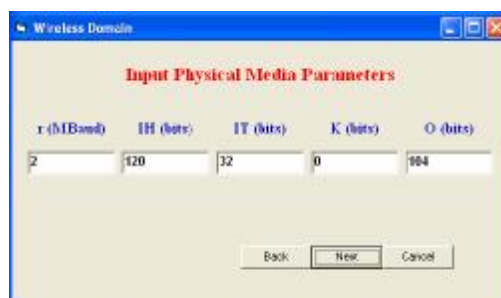 Wireless Domain
Input Physical Media Parameters
r (MBaud) IH (bits) IT (bits) K (bits) O (bits)
2 120 32 0 104
Back Next Cancel